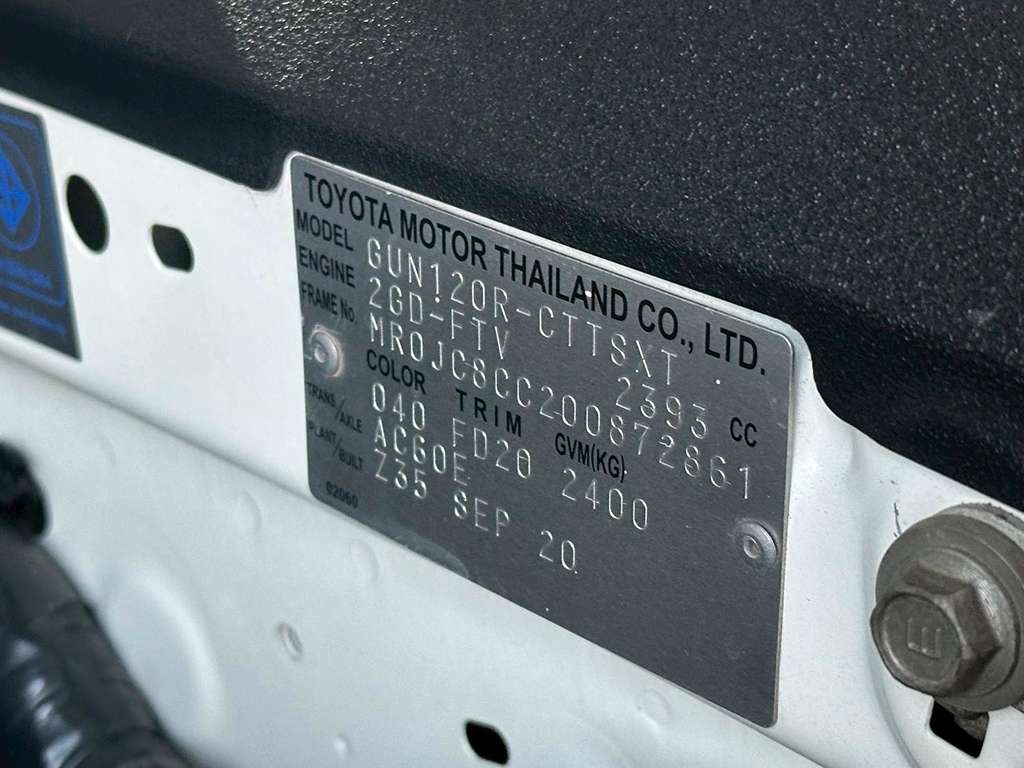 TOYOTA MOTOR THAILAND CO., LTD.
MODEL GUN120R-CTTSXT
ENGINE 2GD-FTV 2393 CC
FRAME No. MR0JC8CC200872861
COLOR TRIM GVM(KG)
040 FD20 2400
TRANS/AXLE AC60E
PLANT/BUILT Z35 SEP 20
02060
E